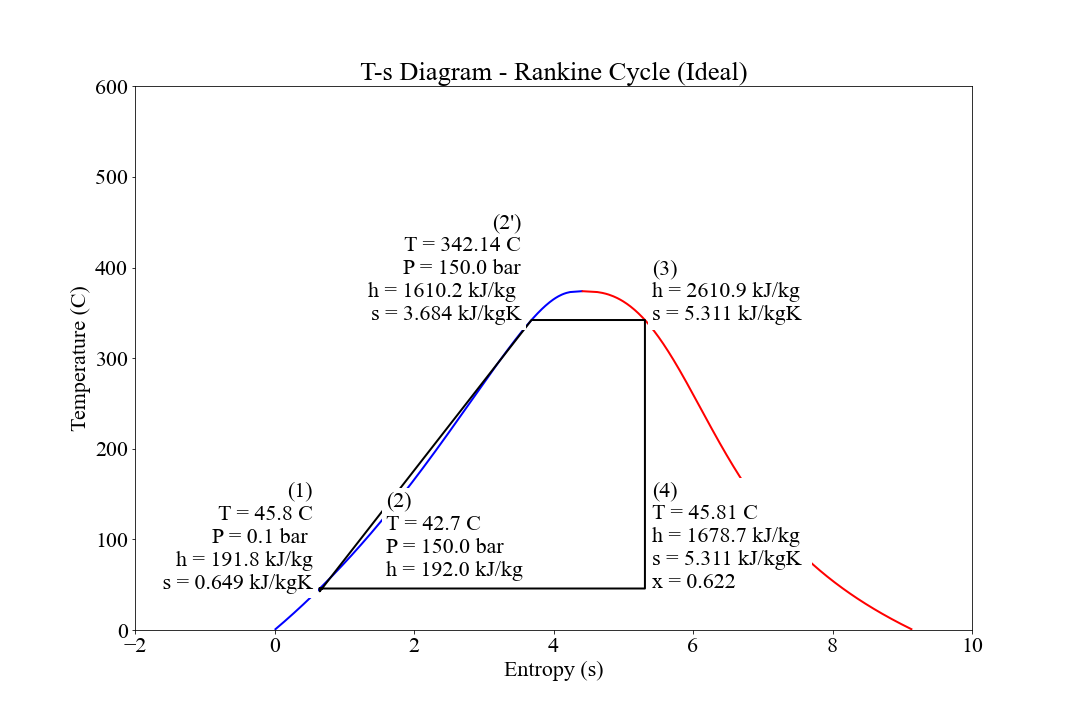 T-s Diagram - Rankine Cycle (Ideal)
600
500
400
300
200
100
0
Temperature (C)
(2')
T = 342.14 C
P = 150.0 bar
h = 1610.2 kJ/kg
s = 3.684 kJ/kgK
(3)
h = 2610.9 kJ/kg
s = 5.311 kJ/kgK
(1)
T = 45.8 C
P = 0.1 bar
h = 191.8 kJ/kg
s = 0.649 kJ/kgK
(2)
T = 42.7 C
P = 150.0 bar
h = 192.0 kJ/kg
(4)
T = 45.81 C
h = 1678.7 kJ/kg
s = 5.311 kJ/kgK
x = 0.622
−2 0 2 4 6 8 10
Entropy (s)